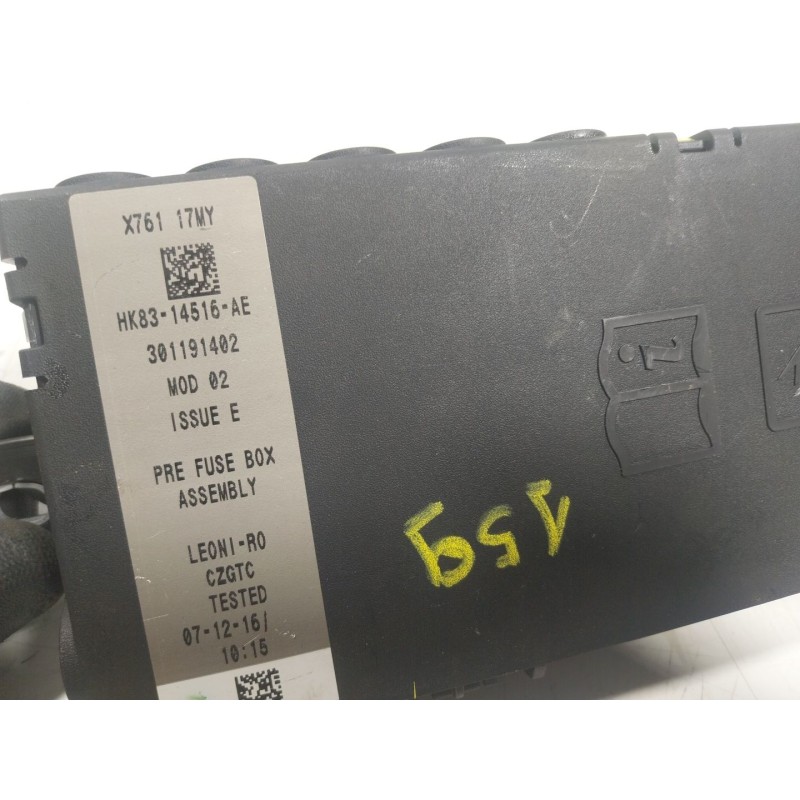 X761 17MY
HK83-14516-AE
301191402
MOD 02
ISSUE E
PRE FUSE BOX
ASSEMBLY
LEONI-RO
CZGTC
TESTED
07-12-16/
10:15
159
i